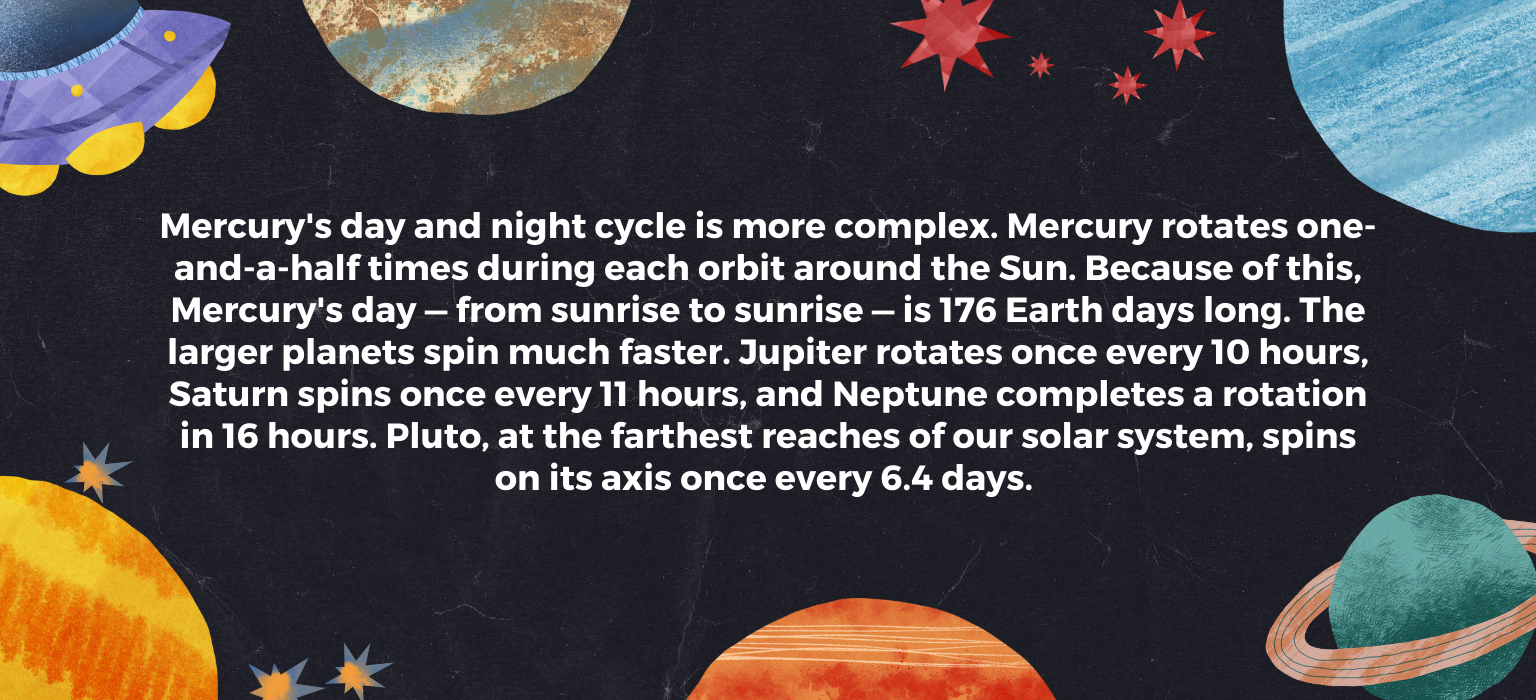 Mercury's day and night cycle is more complex. Mercury rotates one-
and-a-half times during each orbit around the Sun. Because of this,
Mercury's day — from sunrise to sunrise — is 176 Earth days long. The
larger planets spin much faster. Jupiter rotates once every 10 hours,
Saturn spins once every 11 hours, and Neptune completes a rotation
in 16 hours. Pluto, at the farthest reaches of our solar system, spins
on its axis once every 6.4 days.